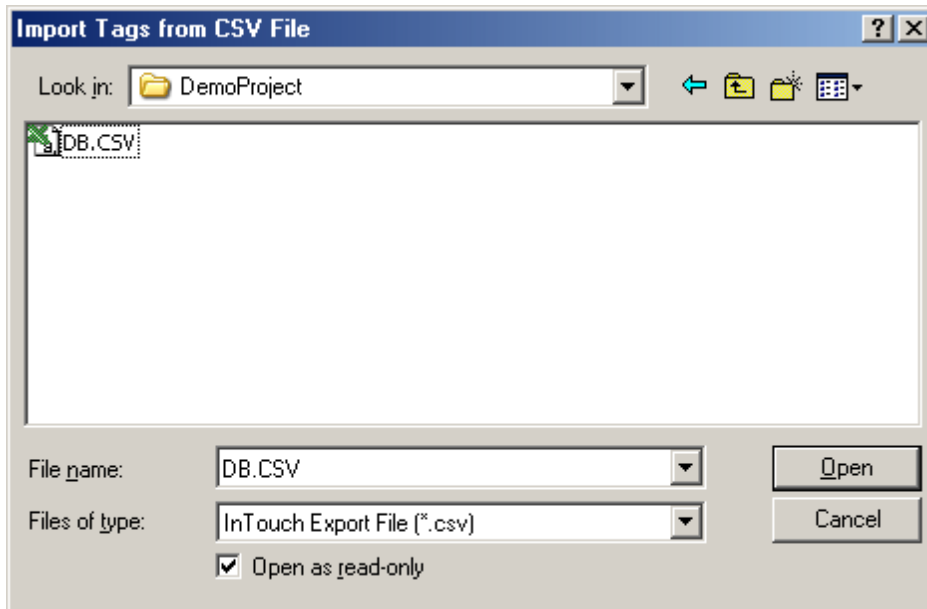 Import Tags from CSV File
Look in: DemoProject
DB.CSV
File name: DB.CSV Open
Files of type: InTouch Export File (*.csv) Cancel
Open as read-only